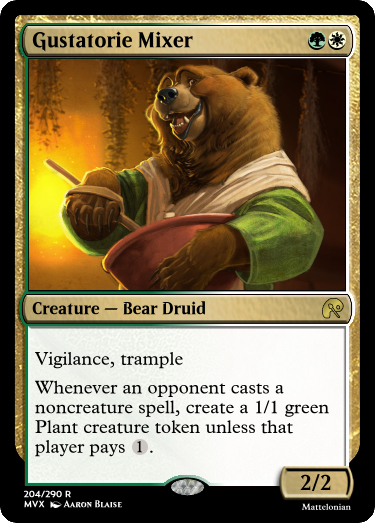 Gustatorie Mixer
Creature — Bear Druid
Vigilance, trample
Whenever an opponent casts a
noncreature spell, create a 1/1 green
Plant creature token unless that
player pays 1.
2/2
204/290 R
MVX Aaron Blaise
Mattelonian